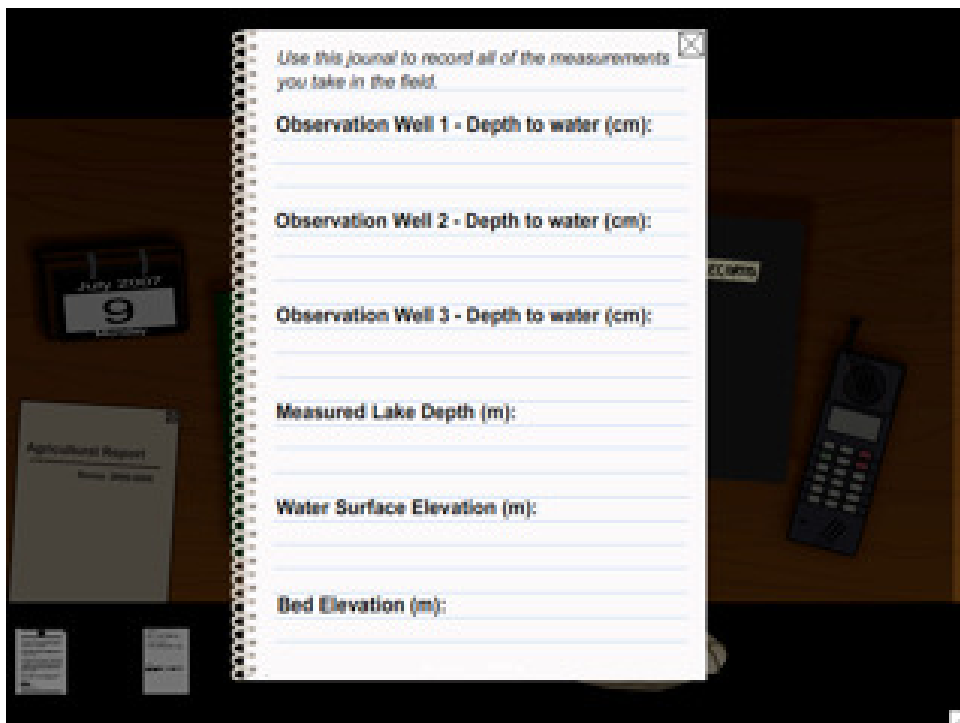 Use this jounal to record all of the measurements
you take in the field.
Observation Well 1 - Depth to water (cm):
Observation Well 2 - Depth to water (cm):
Observation Well 3 - Depth to water (cm):
Measured Lake Depth (m):
Water Surface Elevation (m):
Bed Elevation (m):
July 2007
9
Agricultural Report